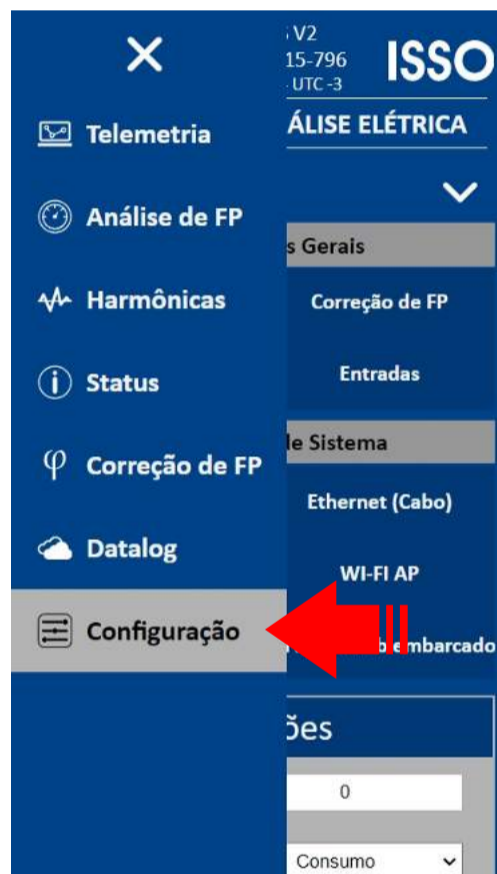 V2
15-796
UTC -3
ISSO
ÁLISE ELÉTRICA
Telemetria
Análise de FP
Harmônicas
Status
φ Correção de FP
Datalog
Configuração
s Gerais
Correção de FP
Entradas
de Sistema
Ethernet (Cabo)
WI-FI AP
embarcado
ões
0
Consumo